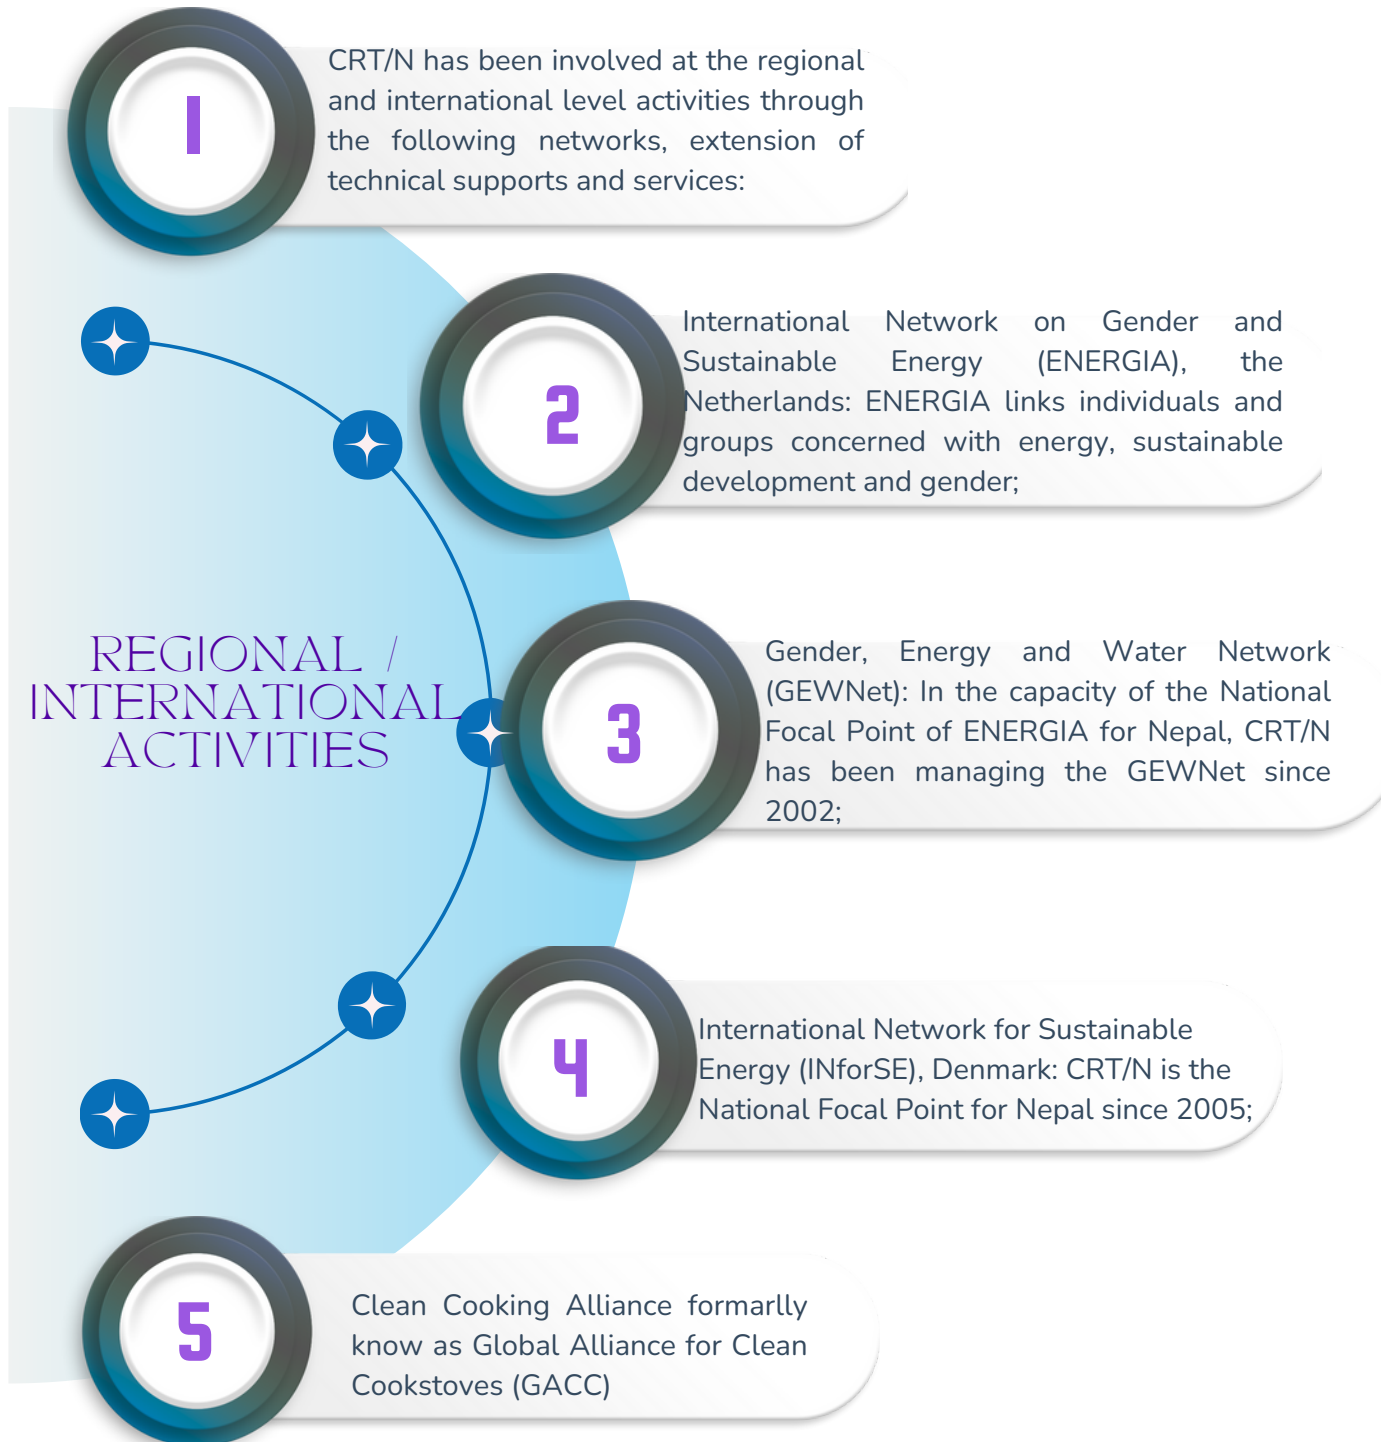 1
CRT/N has been involved at the regional
and international level activities through
the following networks, extension of
technical supports and services:
2
International Network on Gender and
Sustainable Energy (ENERGIA), the
Netherlands: ENERGIA links individuals and
groups concerned with energy, sustainable
development and gender;
REGIONAL /
INTERNATIONAL
ACTIVITIES
3
Gender, Energy and Water Network
(GEWNet): In the capacity of the National
Focal Point of ENERGIA for Nepal, CRT/N
has been managing the GEWNet since
2002;
4
International Network for Sustainable
Energy (INforSE), Denmark: CRT/N is the
National Focal Point for Nepal since 2005;
5
Clean Cooking Alliance formarlly
know as Global Alliance for Clean
Cookstoves (GACC)